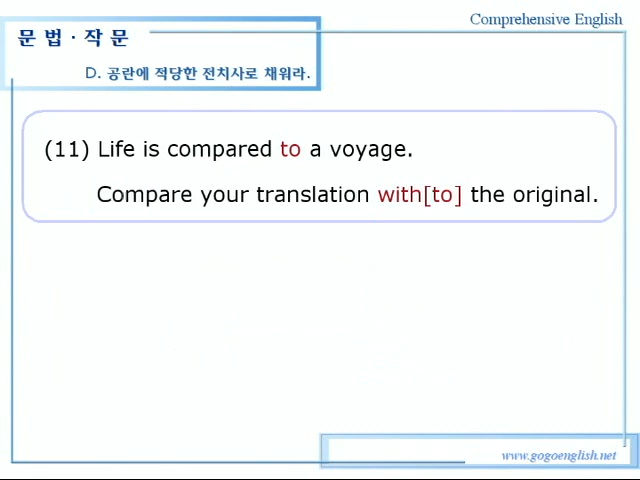 Comprehensive English
문 법 · 작 문
D. 공란에 적당한 전치사로 채워라.
(11) Life is compared to a voyage.
Compare your translation with[to] the original.
www.gogoenglish.net